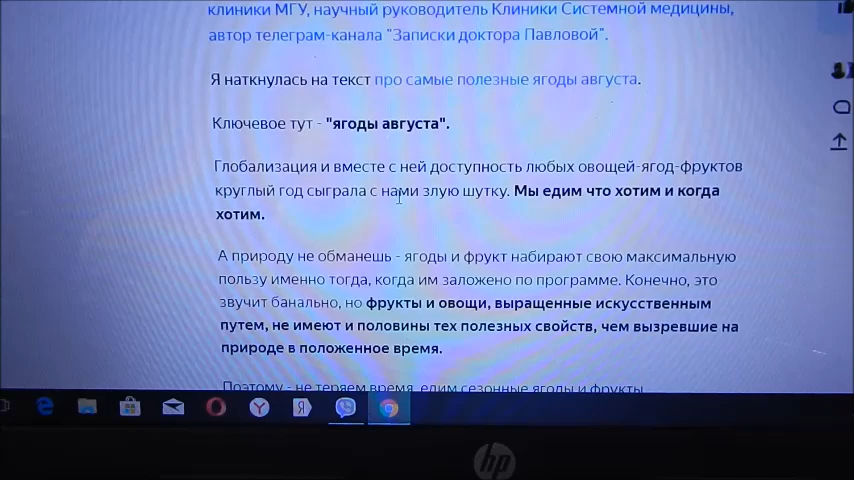 клиники МГУ, научный руководитель Клиники Системной медицины,
автор телеграм-канала "Записки доктора Павловой".
Я наткнулась на текст про самые полезные ягоды августа.
Ключевое тут - "ягоды августа".
Глобализация и вместе с ней доступность любых овощей-ягод-фруктов
круглый год сыграла с нами злую шутку. Мы едим что хотим и когда
хотим.
А природу не обманешь - ягоды и фрукт набирают свою максимальную
пользу именно тогда, когда им заложено по программе. Конечно, это
звучит банально, но фрукты и овощи, выращенные искусственным
путем, не имеют и половины тех полезных свойств, чем вызревшие на
природе в положенное время.
Поэтому - не теряем время, едим сезонные ягоды и фрукты
Я
hp